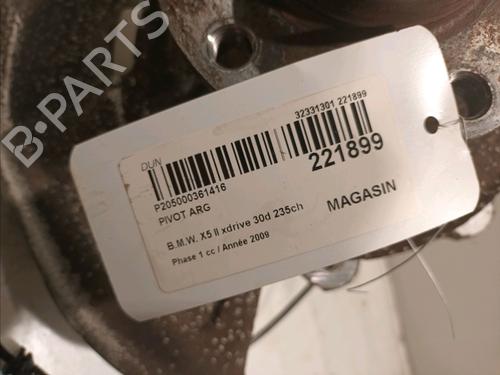 B-PARTS
DUN
32331301 221899
P205000361416
221899
PIVOT ARG
MAGASIN
B.M.W. X5 II xdrive 30d 235ch
Phase 1 cc / Année 2009